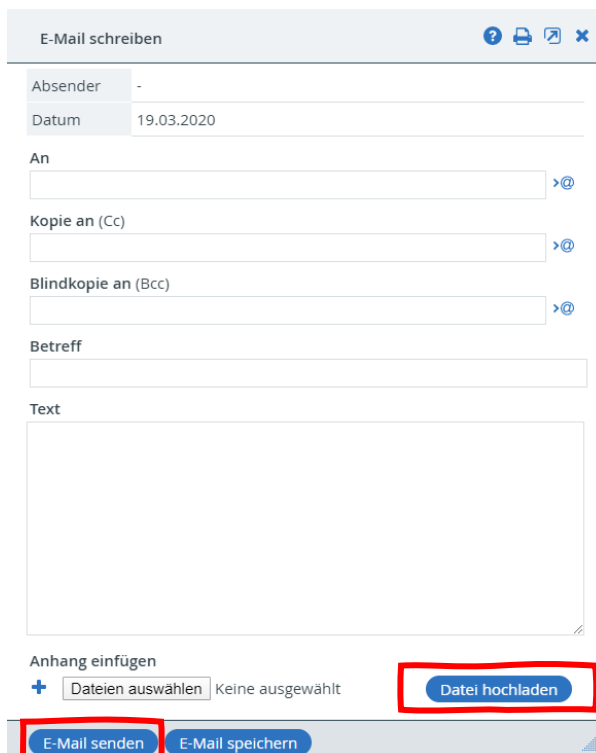 E-Mail schreiben
Absender -
Datum 19.03.2020
An
>@
Kopie an (Cc)
>@
Blindkopie an (Bcc)
>@
Betreff
Text
Anhang einfügen
+ Dateien auswählen Keine ausgewählt Datei hochladen
E-Mail senden E-Mail speichern